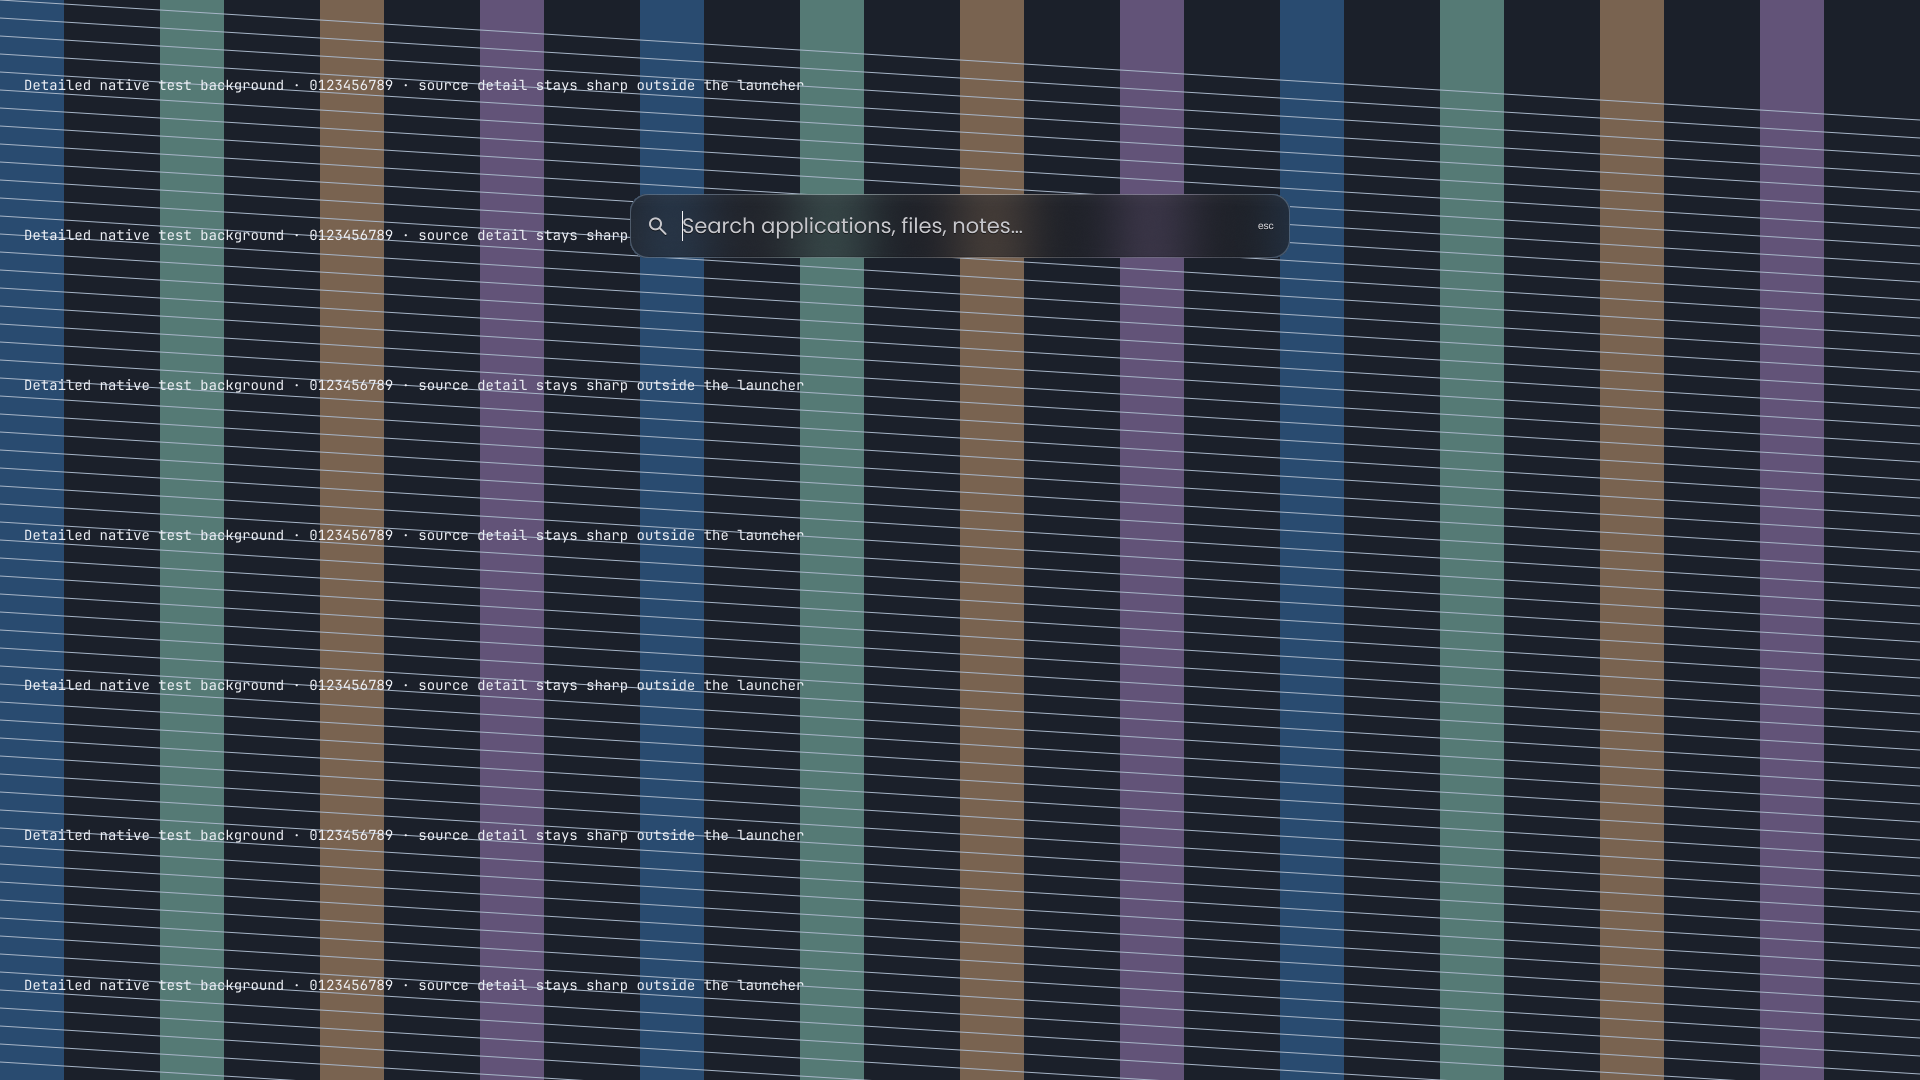 Detailed native test background · 0123456789 · source detail stays sharp outside the launcher
Detailed native test background · 0123456789 · source detail stays sharp
Search applications, files, notes...
esc
Detailed native test background · 0123456789 · source detail stays sharp outside the launcher
Detailed native test background · 0123456789 · source detail stays sharp outside the launcher
Detailed native test background · 0123456789 · source detail stays sharp outside the launcher
Detailed native test background · 0123456789 · source detail stays sharp outside the launcher
Detailed native test background · 0123456789 · source detail stays sharp outside the launcher